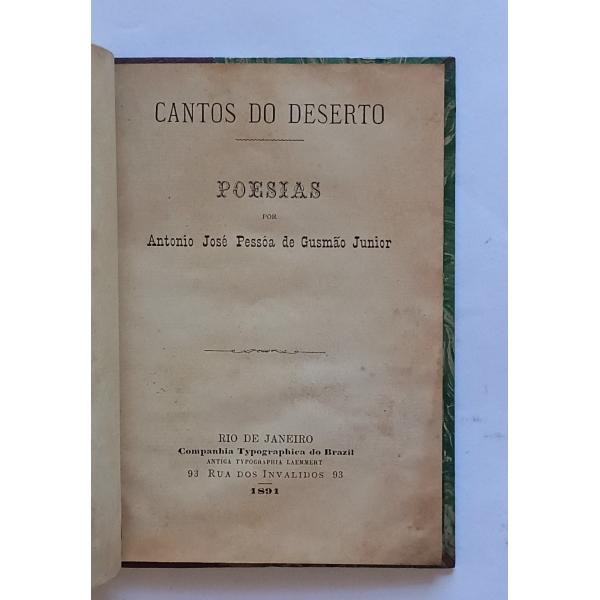 CANTOS DO DESERTO
POESIAS
POR
Antonio José Pessôa de Gusmão Junior
RIO DE JANEIRO
Companhia Typographica do Brazil
ANTIGA TYPOGRAPHIA LAEMMERT
93 RUA DOS INVALIDOS 93
1891